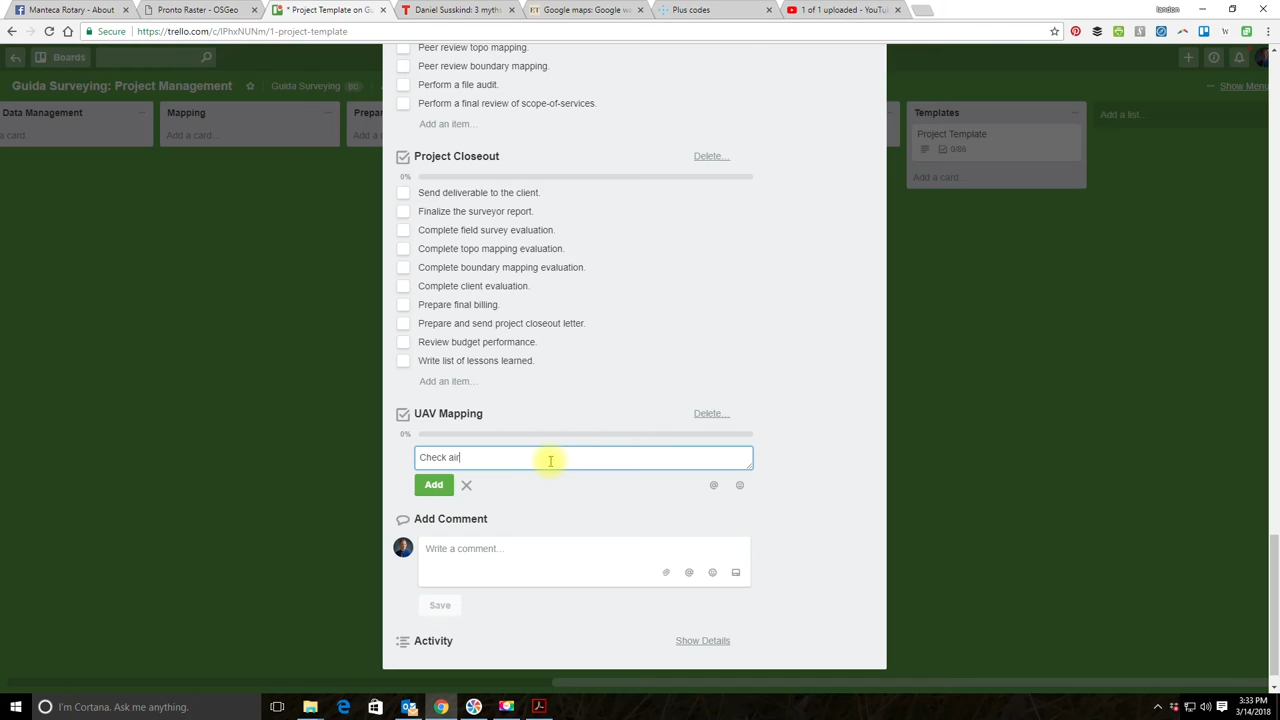 Manteca Rotary - About
Pronto Raster - OSGeo
* Project Template on G
Daniel Susskind: 3 myths
Google maps: Google wa
Plus codes
1 of 1 uploaded - YouTu
london
Secure
https://trello.com/c/IPhxNUNm/1-project-template
Boards
Guida Surveying: Project Management
Guida Surveying
Show Menu
Data Management
a card…
Mapping
Add a card…
Prepar
Add a
Templates
Project Template
0/86
Add a card…
Add a list…
Peer review topo mapping.
Peer review boundary mapping.
Perform a file audit.
Perform a final review of scope-of-services.
Add an item…
Project Closeout
Delete…
0%
Send deliverable to the client.
Finalize the surveyor report.
Complete field survey evaluation.
Complete topo mapping evaluation.
Complete boundary mapping evaluation.
Complete client evaluation.
Prepare final billing.
Prepare and send project closeout letter.
Review budget performance.
Write list of lessons learned.
Add an item…
UAV Mapping
Delete…
0%
Check air
Add
Add Comment
Write a comment…
Save
Activity
Show Details
I'm Cortana. Ask me anything.
3:33 PM
3/14/2018